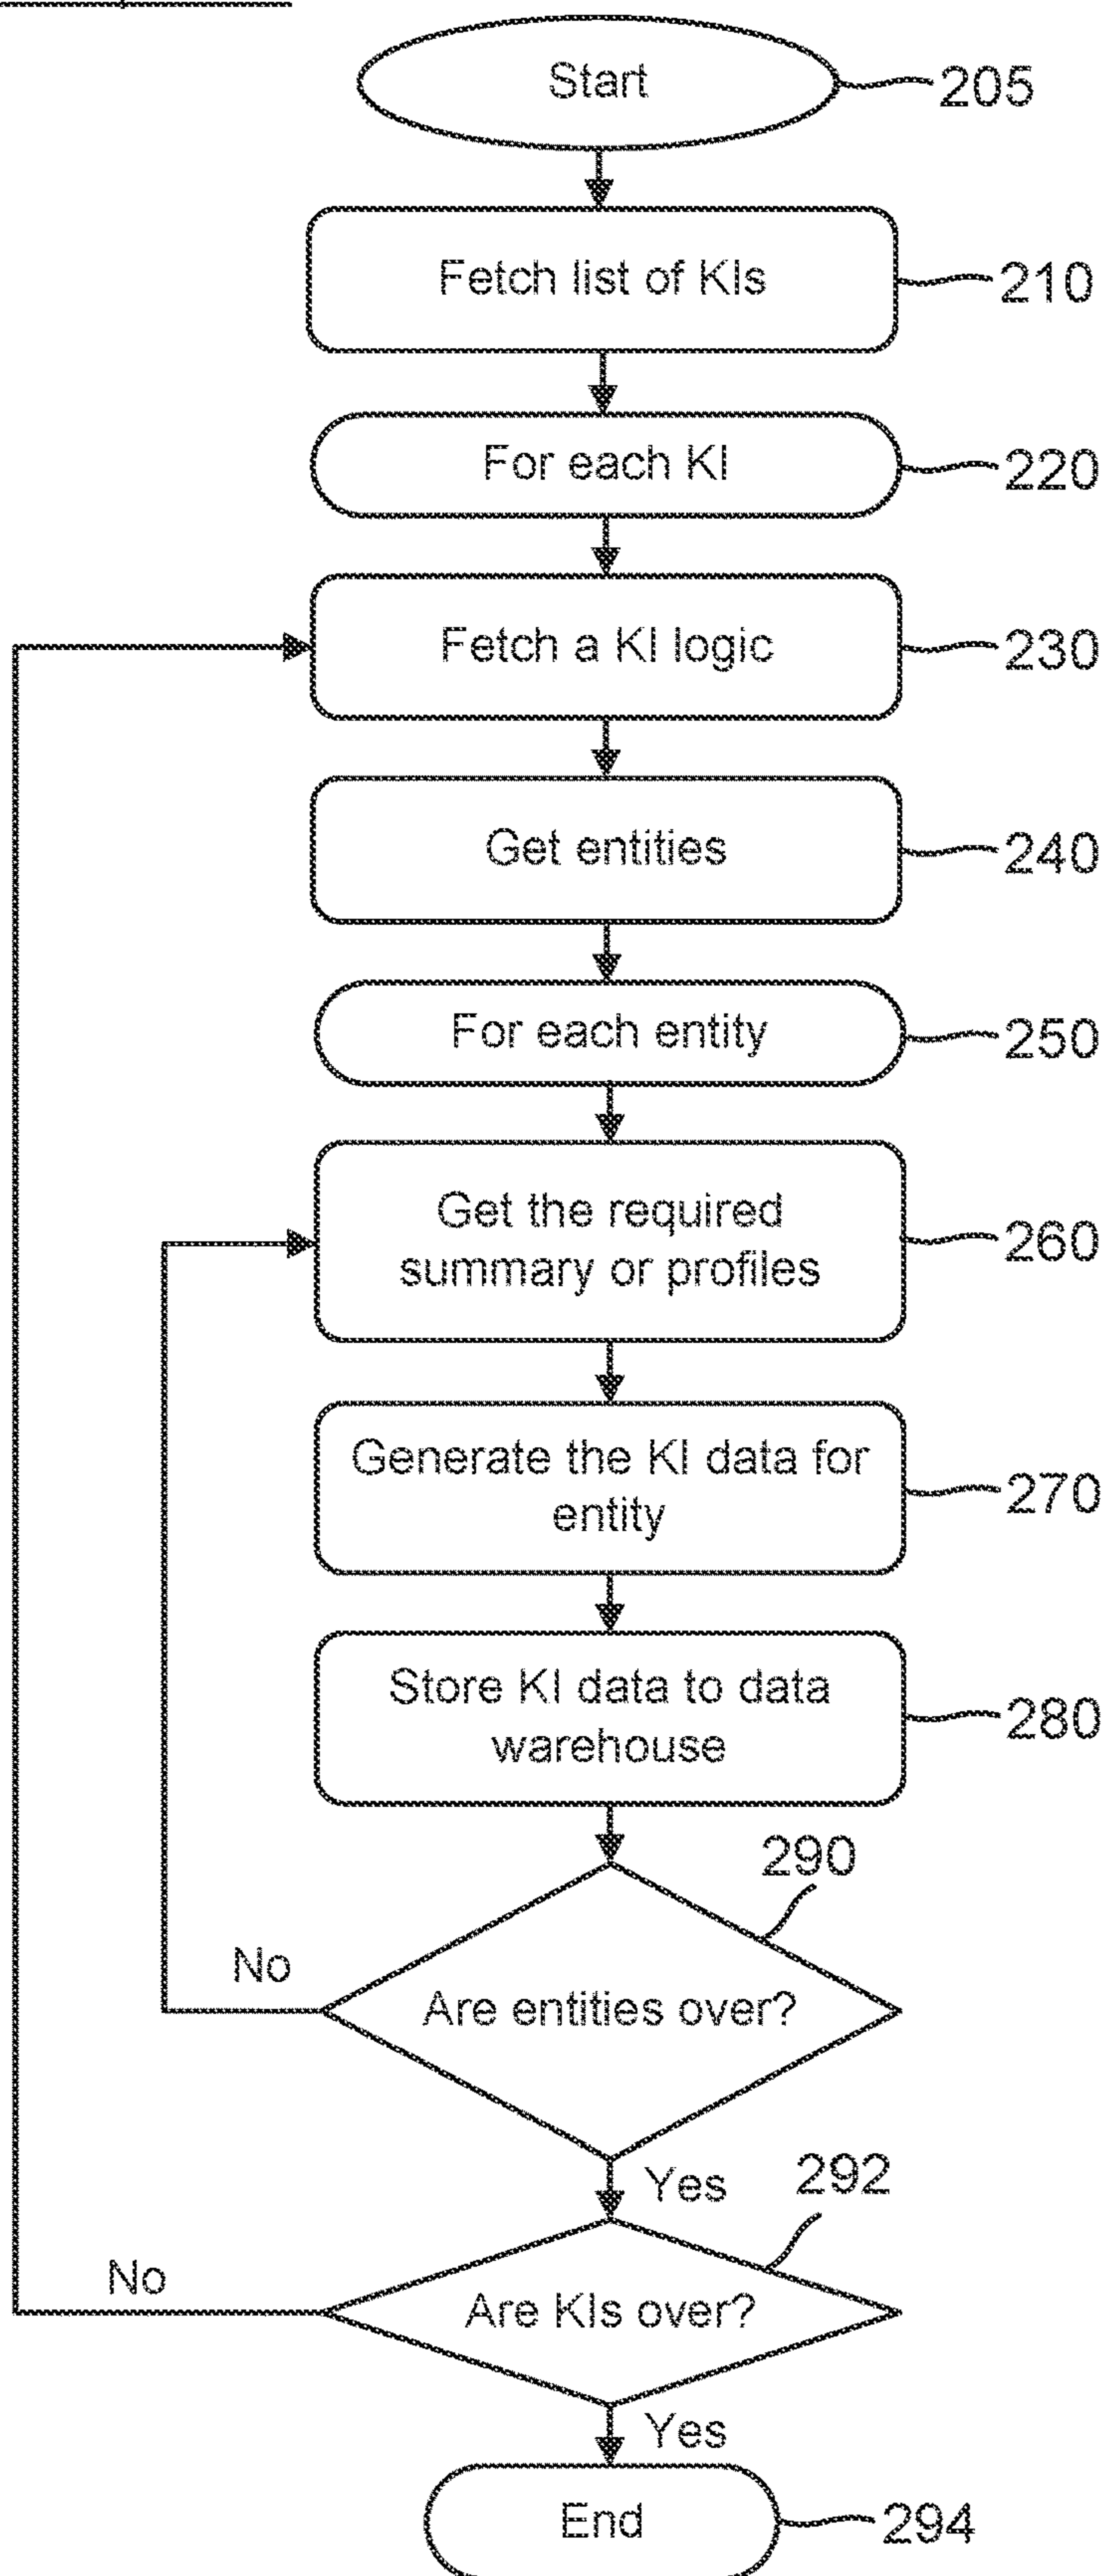 Start
205
Fetch list of KIs
210
For each KI
220
Fetch a KI logic
230
Get entities
240
For each entity
250
Get the required
summary or profiles
260
Generate the KI data for
entity
270
Store KI data to data
warehouse
280
290
No
Are entities over?
Yes
292
No
Are KIs over?
Yes
End
294